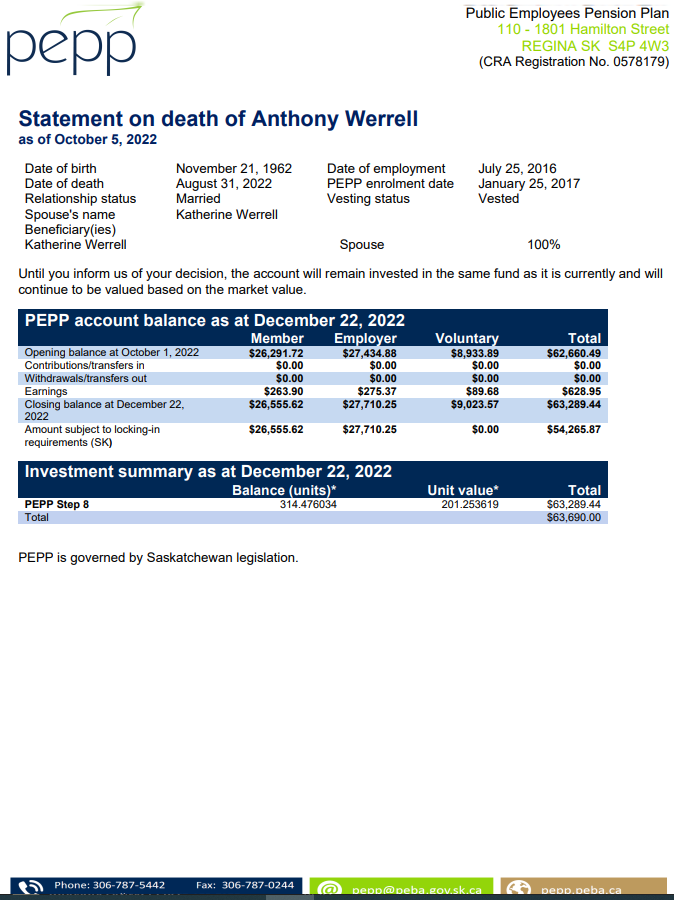 pepp
Public Employees Pension Plan
110 - 1801 Hamilton Street
REGINA SK S4P 4W3
(CRA Registration No. 0578179)
Statement on death of Anthony Werrell
as of October 5, 2022
Date of birth November 21, 1962 Date of employment July 25, 2016
Date of death August 31, 2022 PEPP enrolment date January 25, 2017
Relationship status Married Vesting status Vested
Spouse's name Katherine Werrell
Beneficiary(ies)
Katherine Werrell Spouse 100%
Until you inform us of your decision, the account will remain invested in the same fund as it is currently and will
continue to be valued based on the market value.
PEPP account balance as at December 22, 2022
Member Employer Voluntary Total
Opening balance at October 1, 2022 $26,291.72 $27,434.88 $8,933.89 $62,660.49
Contributions/transfers in $0.00 $0.00 $0.00 $0.00
Withdrawals/transfers out $0.00 $0.00 $0.00 $0.00
Earnings $263.90 $275.37 $89.68 $628.95
Closing balance at December 22, $26,555.62 $27,710.25 $9,023.57 $63,289.44
2022
Amount subject to locking-in $26,555.62 $27,710.25 $0.00 $54,265.87
requirements (SK)
Investment summary as at December 22, 2022
Balance (units)* Unit value* Total
PEPP Step 8 314.476034 201.253619 $63,289.44
Total $63,690.00
PEPP is governed by Saskatchewan legislation.
Phone: 306-787-5442 Fax: 306-787-0244 pepp@peba.gov.sk.ca pepp.peba.ca